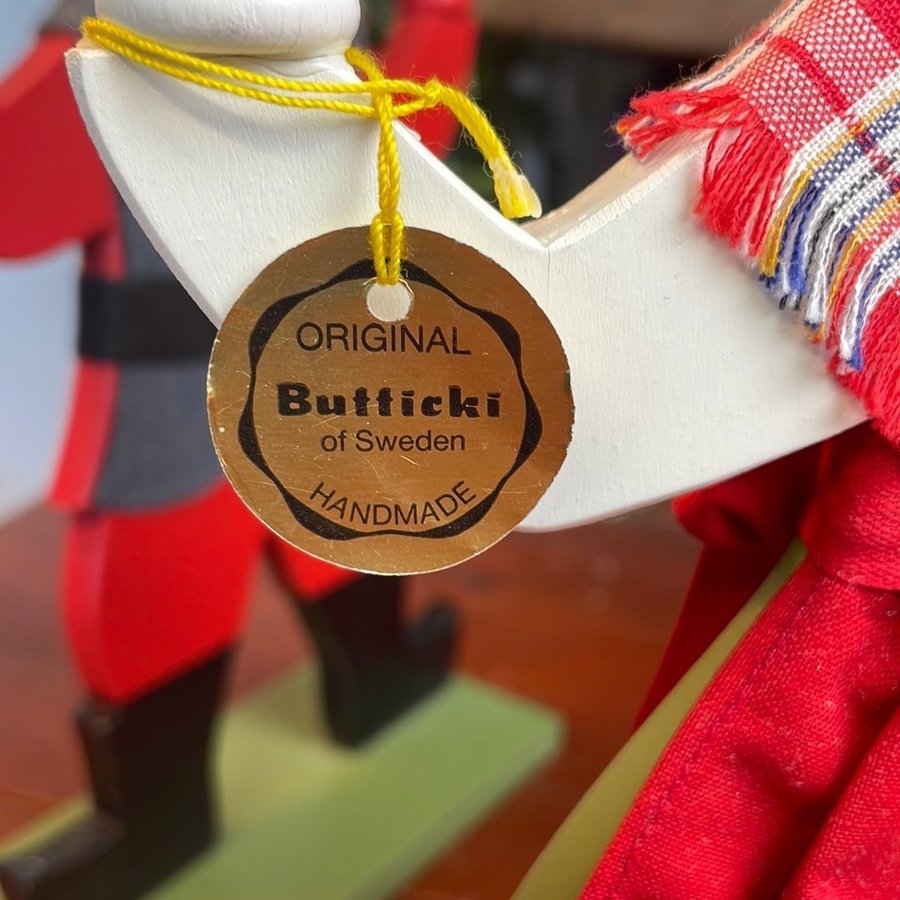 ORIGINAL
Butticki
of Sweden
HANDMADE